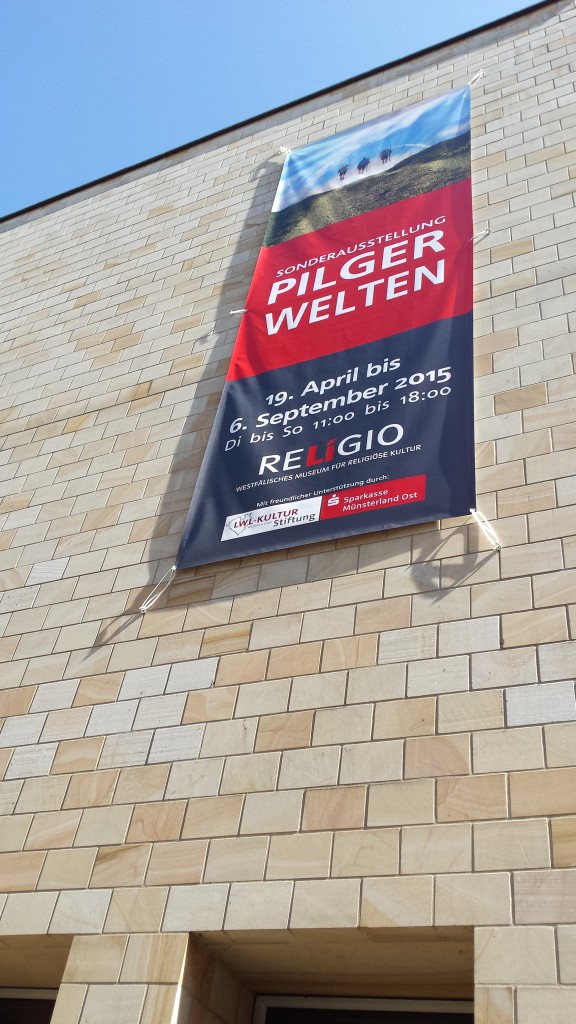 SONDERAUSSTELLUNG
PILGER
WELTEN
19. April bis
6. September 2015
Di bis So 11:00 bis 18:00
RELíGIO
WESTFÄLISCHES MUSEUM FÜR RELIGIÖSE KULTUR
Mit freundlicher Unterstützung durch:
LWL-KULTUR
Stiftung
Sparkasse
Münsterland Ost